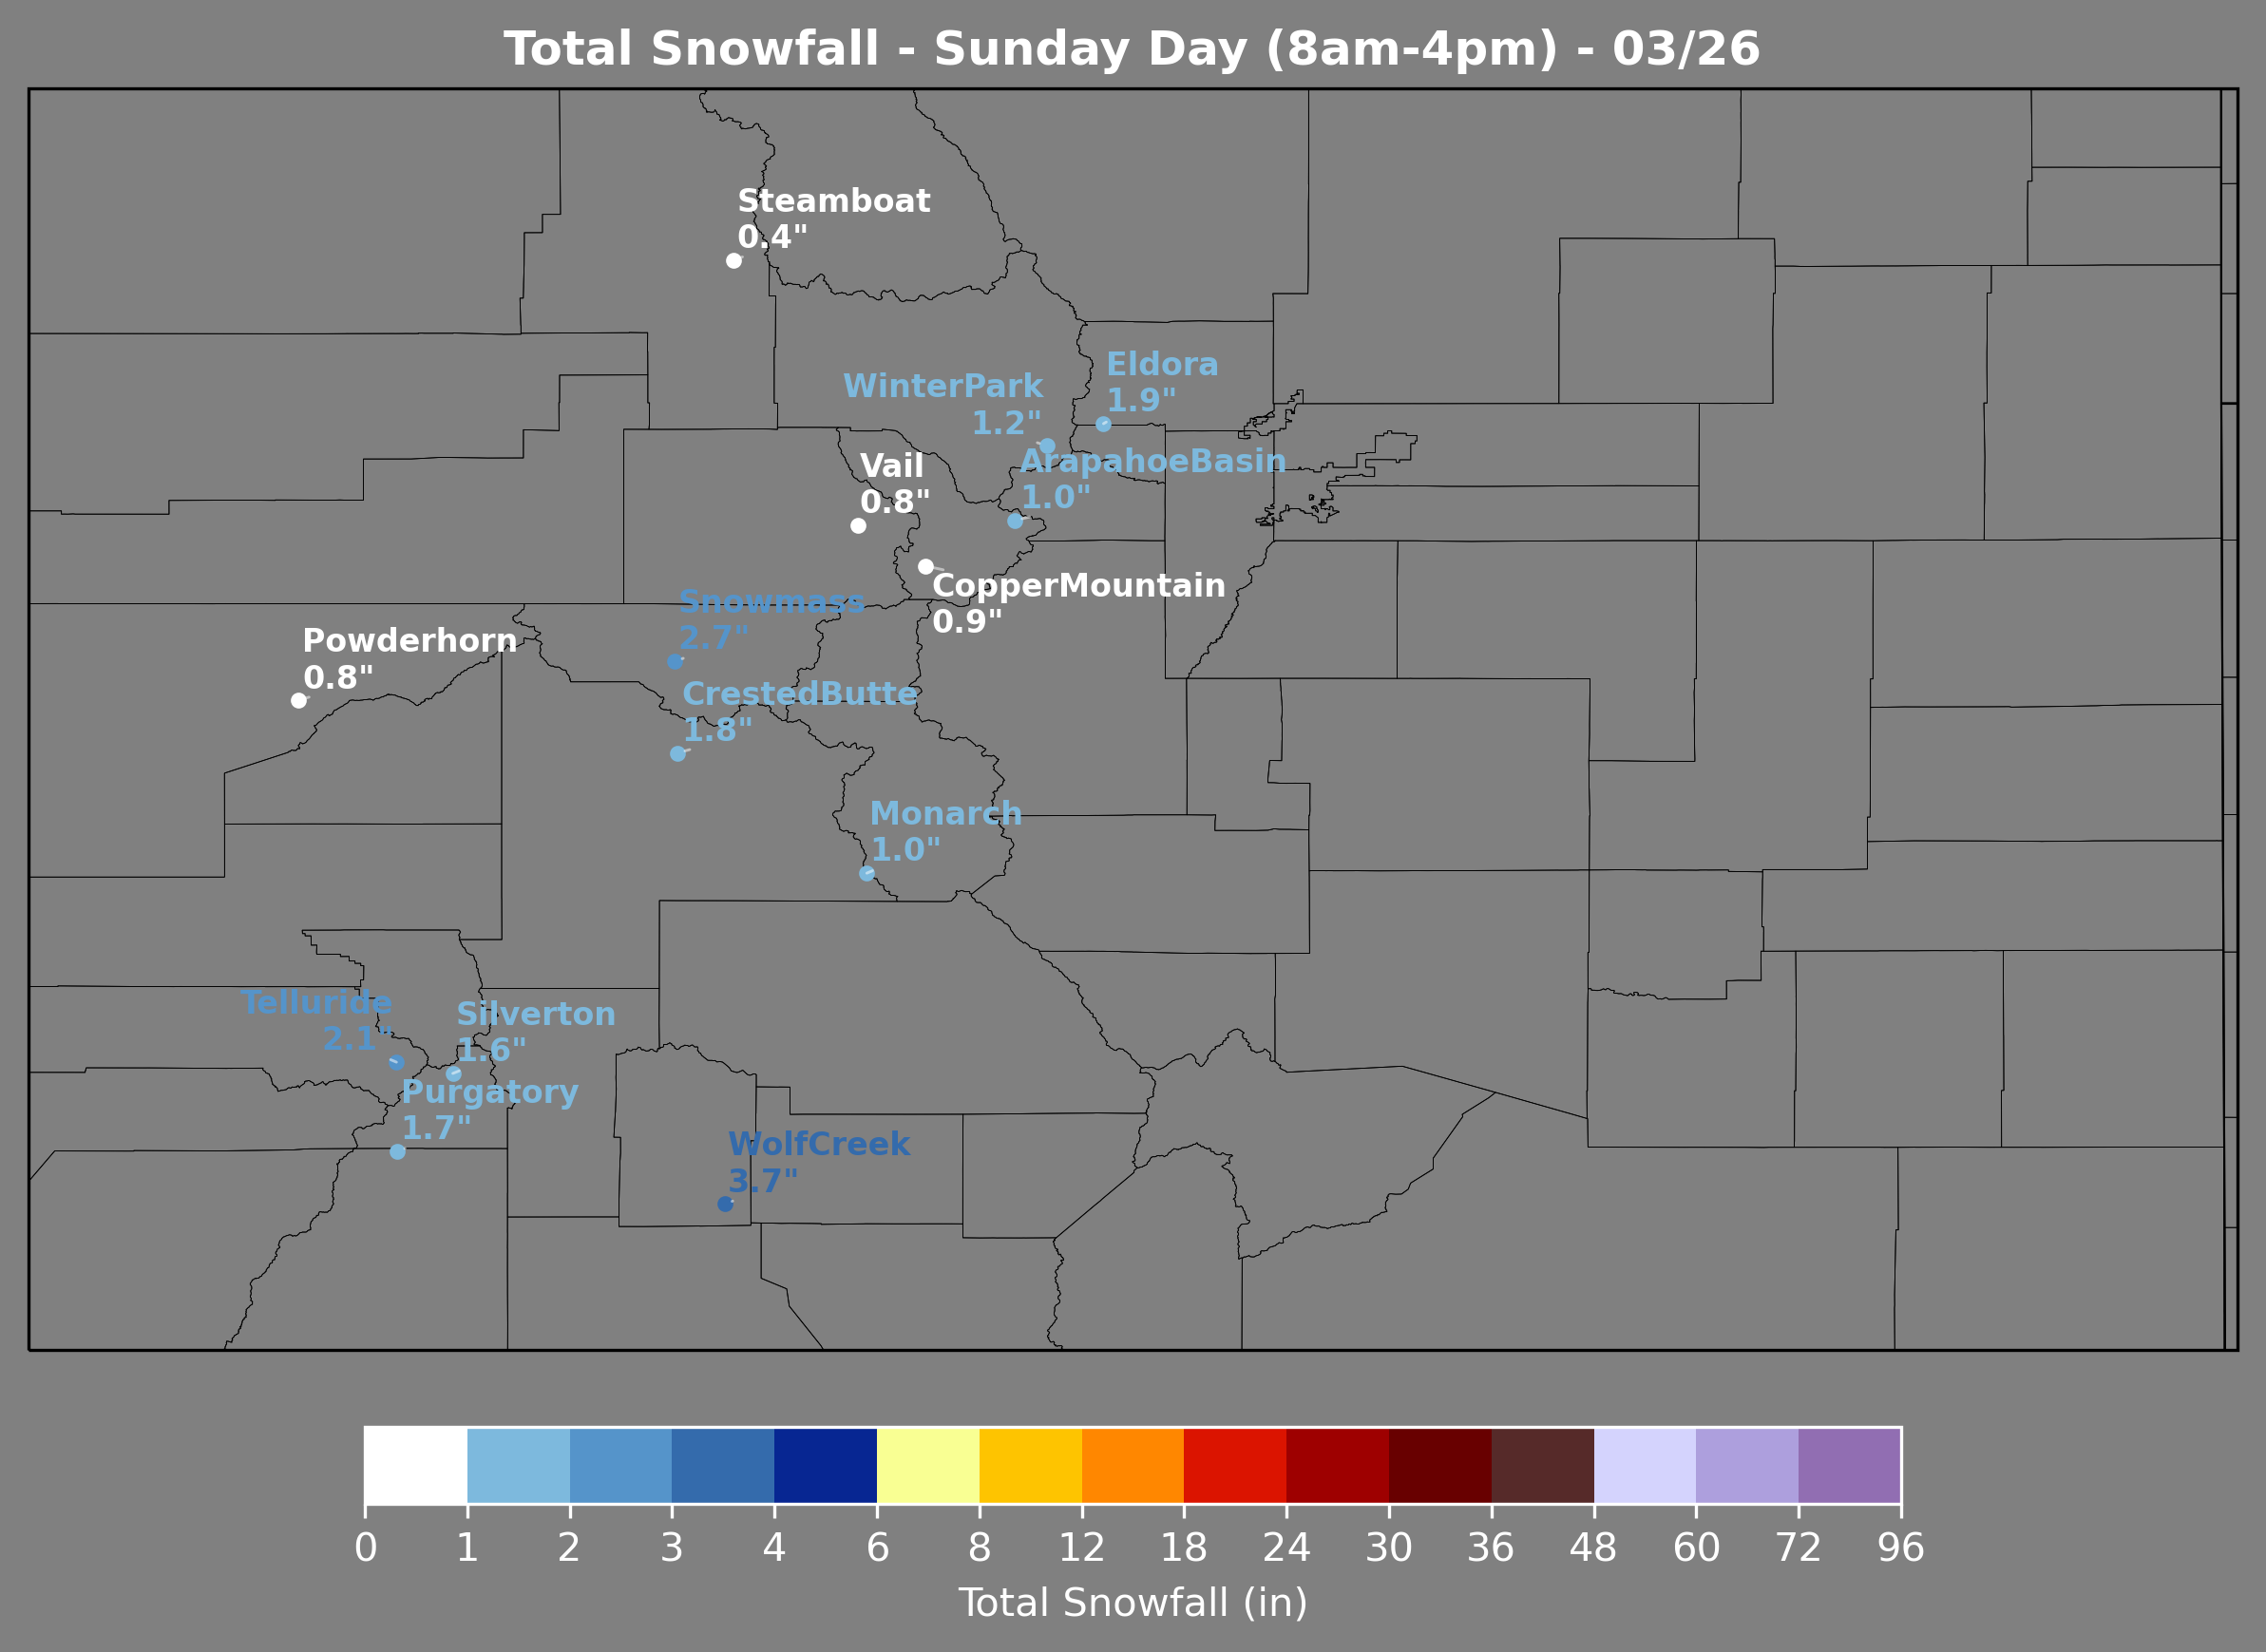 Total Snowfall - Sunday Day (8am-4pm) - 03/26
Steamboat
0.4"
Eldora
1.9"
WinterPark
1.2"
ArapahoeBasin
1.0"
Vail
0.8"
CopperMountain
0.9"
Snowmass
2.7"
Powderhorn
0.8"
CrestedButte
1.8"
Monarch
1.0"
Telluride
2.1"
Silverton
1.6"
Purgatory
1.7"
WolfCreek
3.7"
0 1 2 3 4 6 8 12 18 24 30 36 48 60 72 96
Total Snowfall (in)